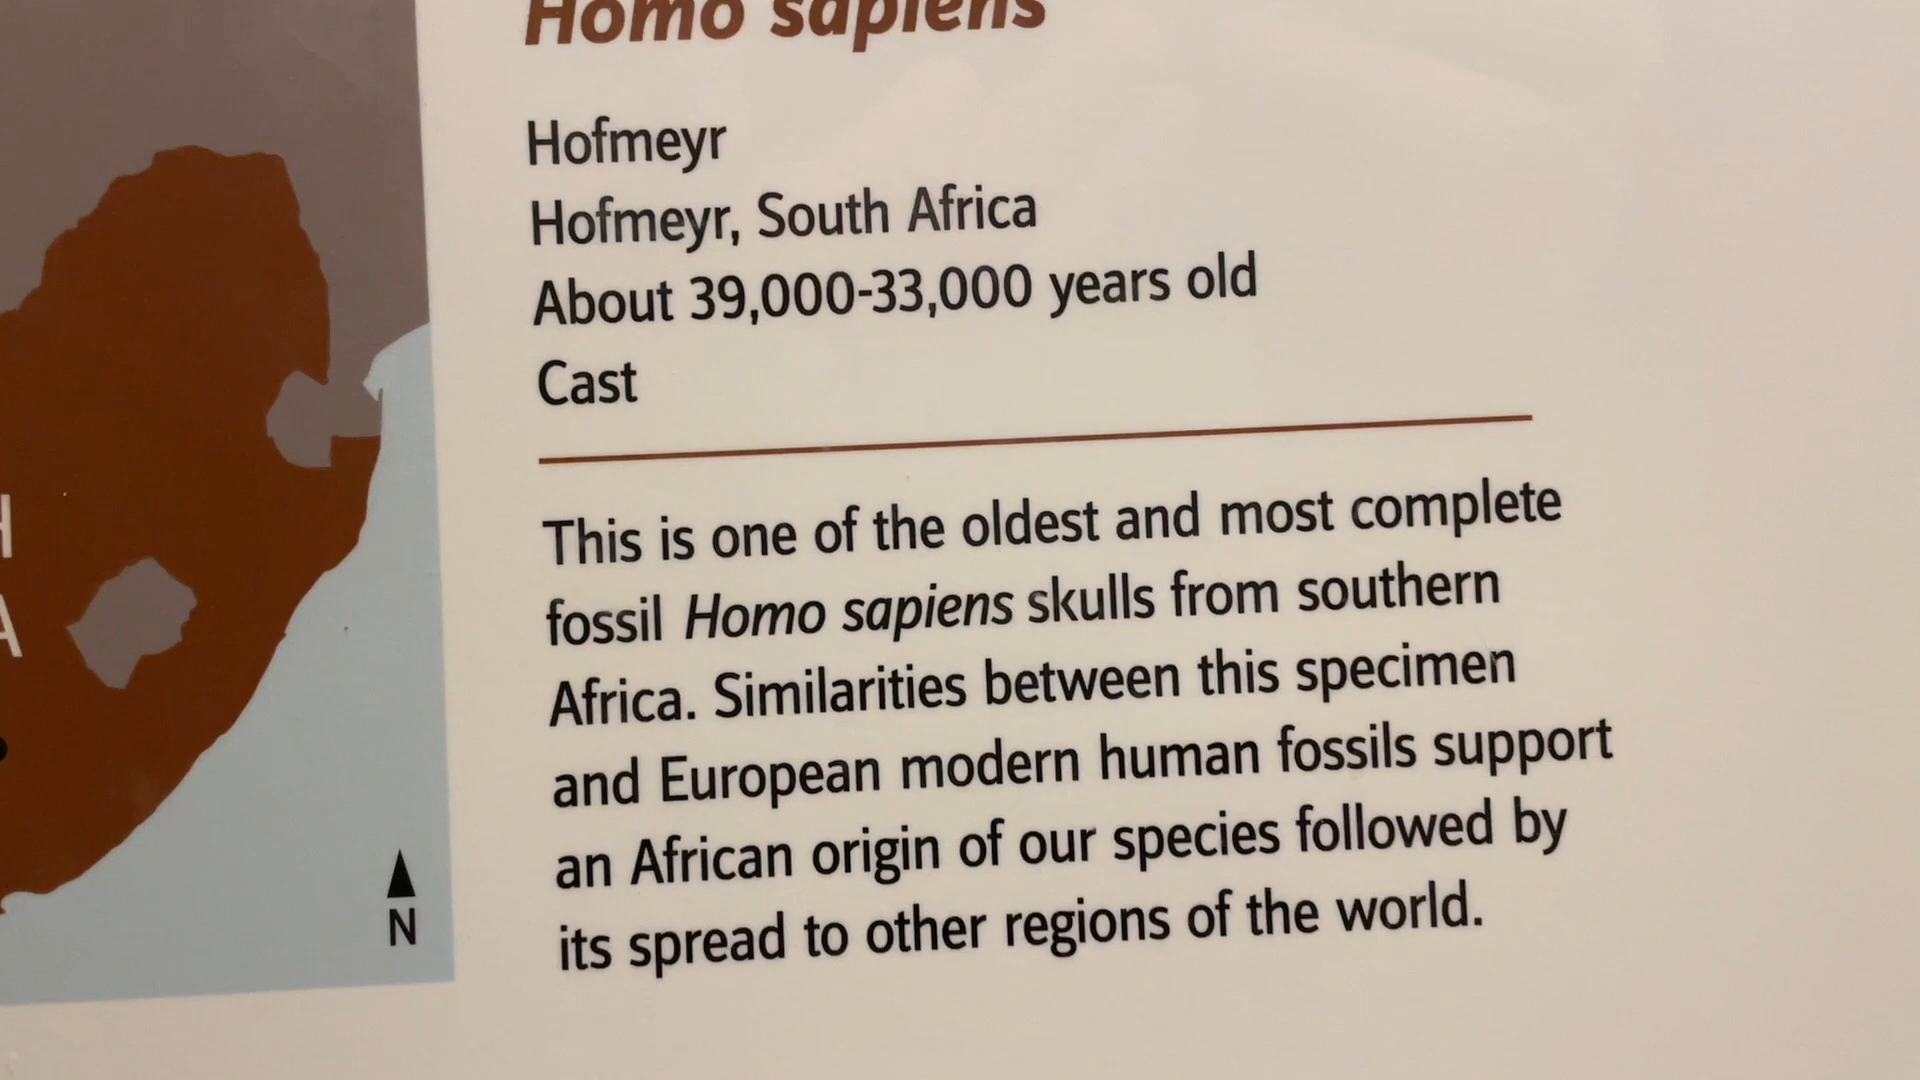 Homo sapiens
Hofmeyr
Hofmeyr, South Africa
About 39,000-33,000 years old
Cast
This is one of the oldest and most complete
fossil Homo sapiens skulls from southern
Africa. Similarities between this specimen
and European modern human fossils support
an African origin of our species followed by
its spread to other regions of the world.
H
A
N